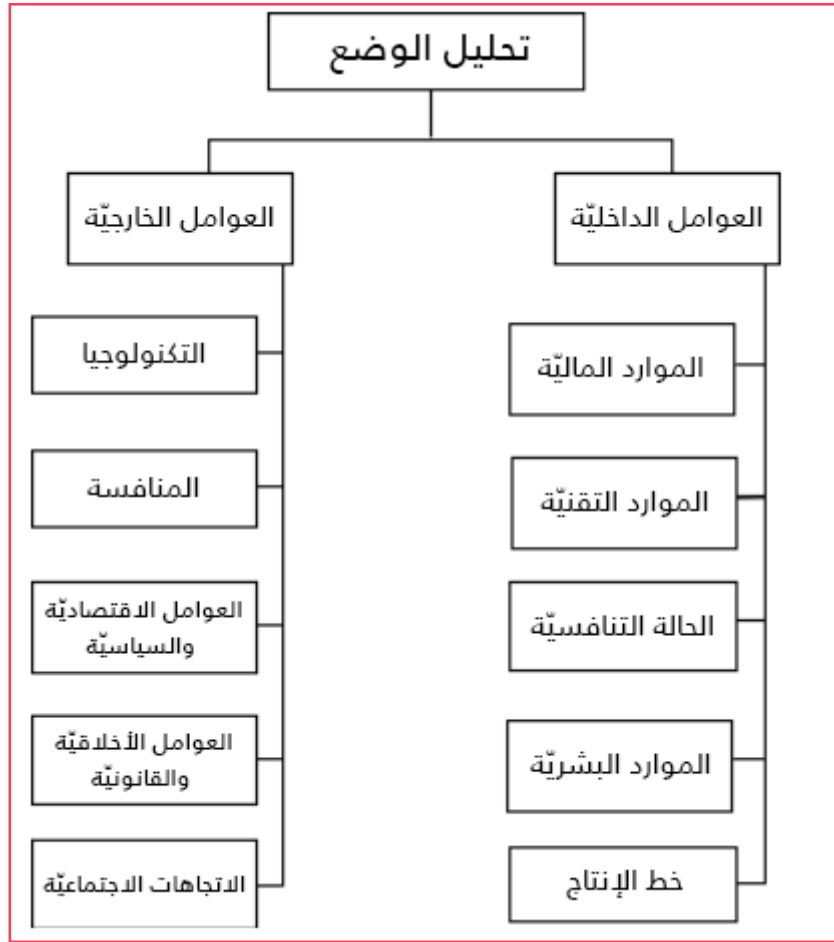 تحليل الوضع
العوامل الداخليّة
الموارد الماليّة
الموارد التقنيّة
الحالة التنافسيّة
الموارد البشريّة
خط الإنتاج
العوامل الخارجيّة
التكنولوجيا
المنافسة
العوامل الاقتصاديّة
والسياسيّة
العوامل الأخلاقيّة
والقانونيّة
الاتجاهات الاجتماعيّة